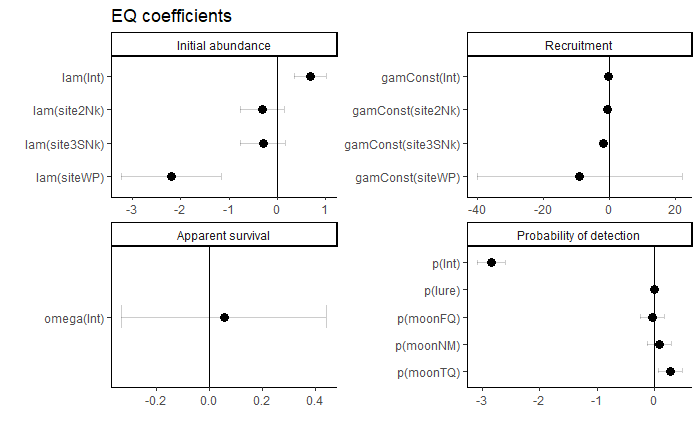 EQ coefficients
Initial abundance
lam(Int)
lam(site2Nk)
lam(site3SNk)
lam(siteWP)
-3 -2 -1 0 1
Recruitment
gamConst(Int)
gamConst(site2Nk)
gamConst(site3SNk)
gamConst(siteWP)
-40 -20 0 20
Apparent survival
omega(Int)
-0.2 0.0 0.2 0.4
Probability of detection
p(Int)
p(lure)
p(moonFQ)
p(moonNM)
p(moonTQ)
-3 -2 -1 0